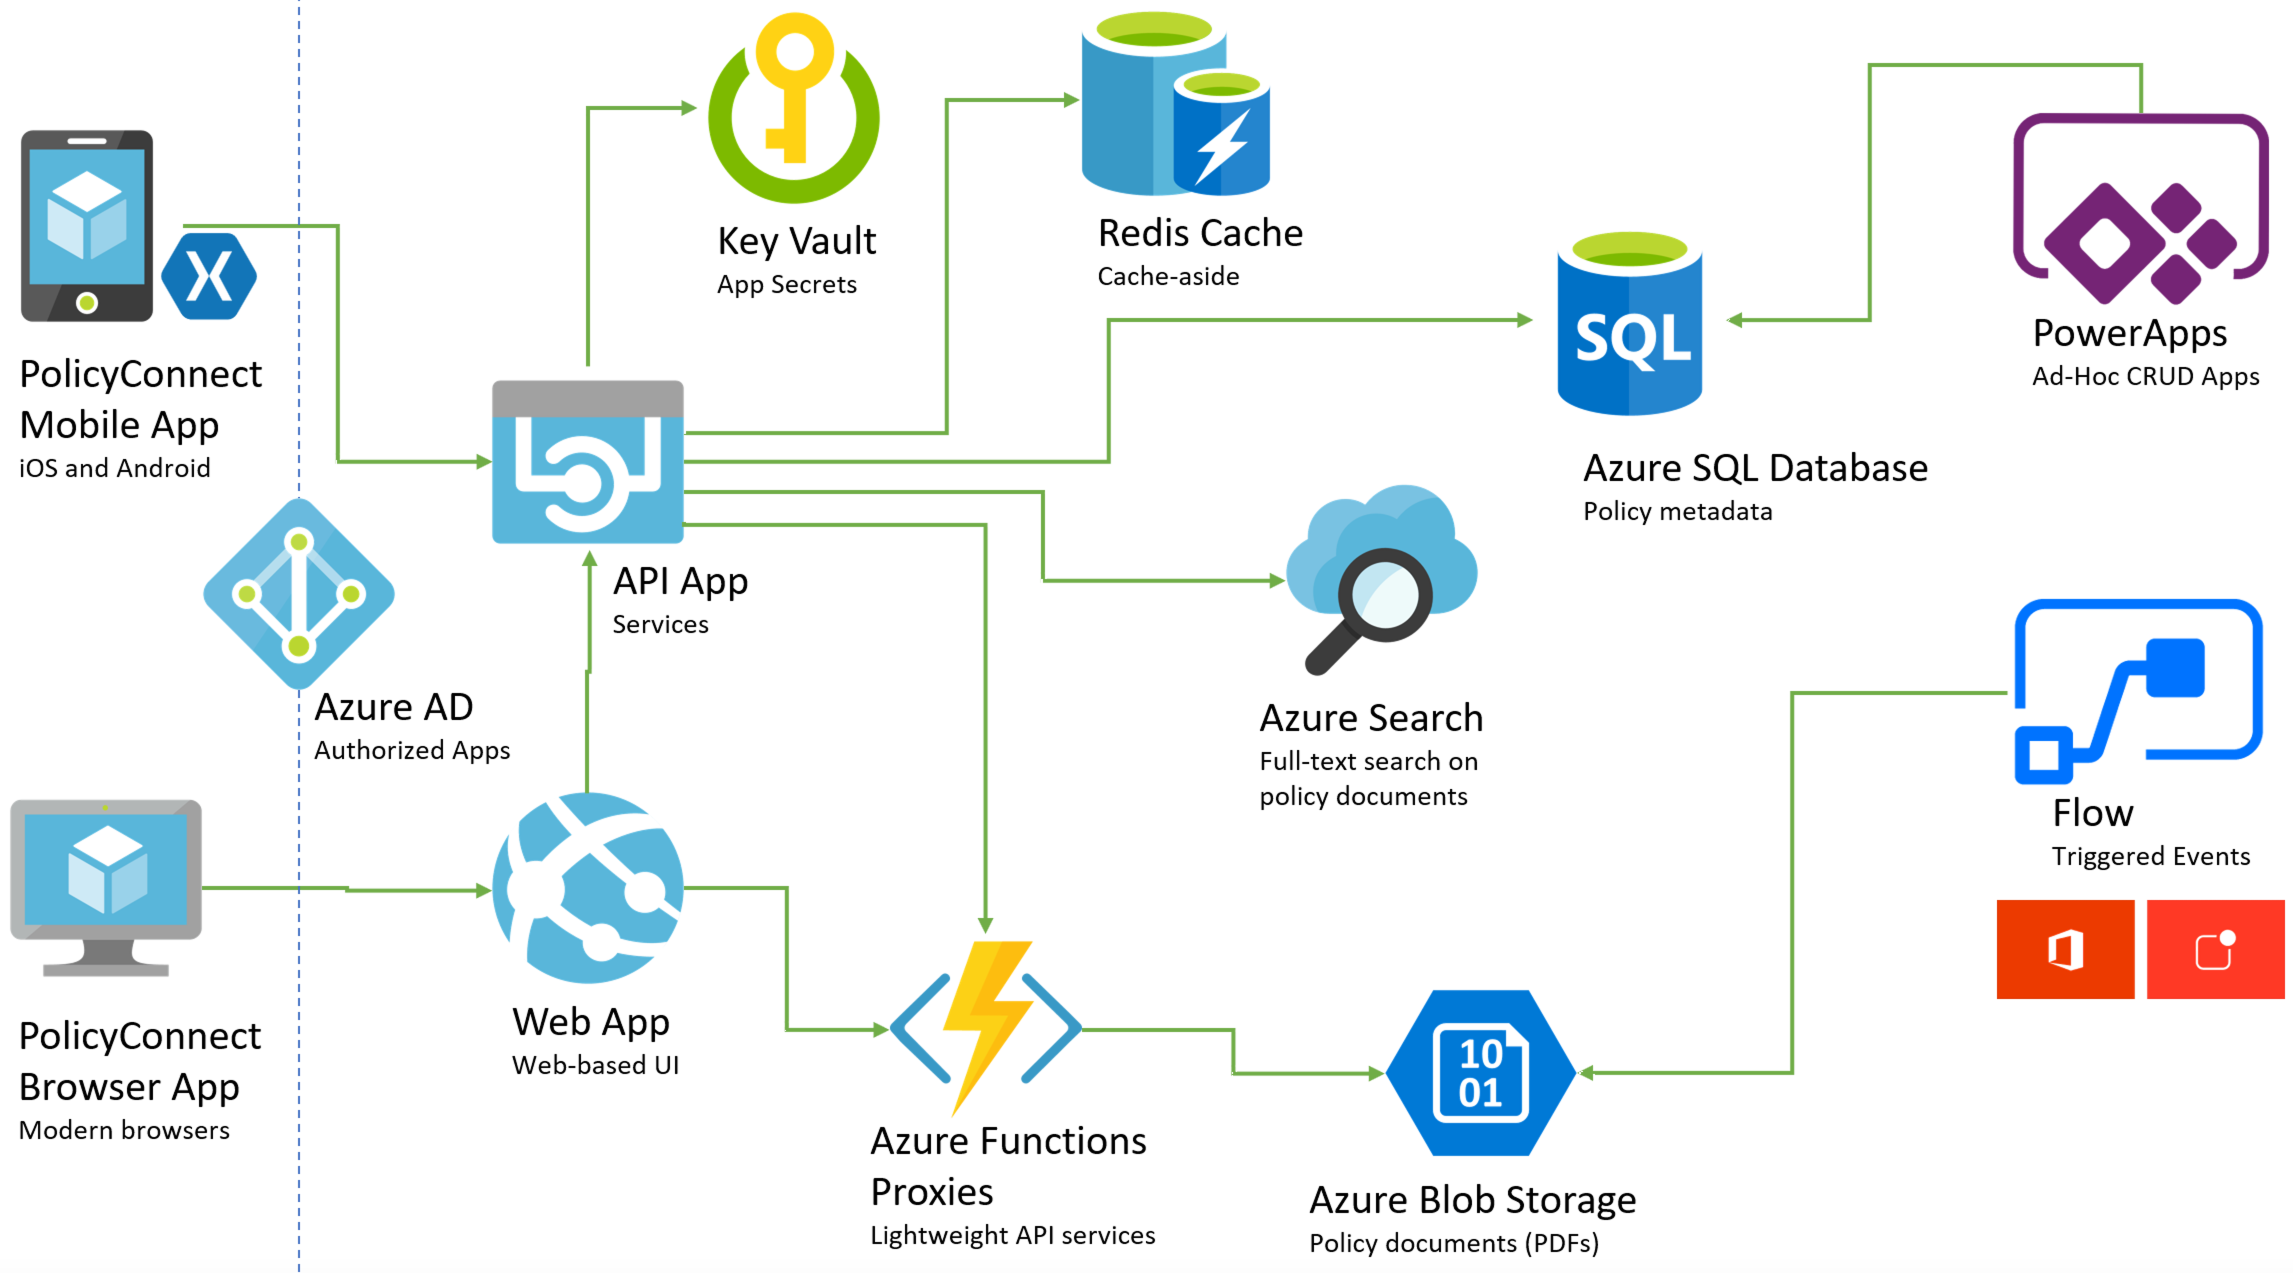 Key Vault
App Secrets
Redis Cache
Cache-aside
SQL
PowerApps
Ad-Hoc CRUD Apps
X
PolicyConnect
Mobile App
iOS and Android
Azure SQL Database
Policy metadata
API App
Services
Azure AD
Authorized Apps
Azure Search
Full-text search on
policy documents
Flow
Triggered Events
PolicyConnect
Browser App
Modern browsers
Web App
Web-based UI
10
01
Azure Functions
Proxies
Lightweight API services
Azure Blob Storage
Policy documents (PDFs)